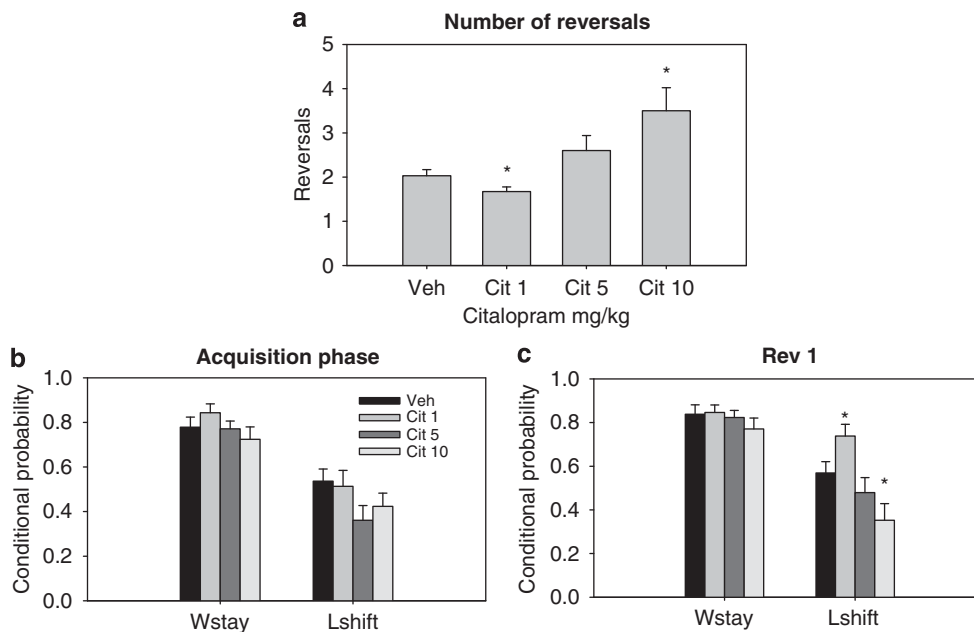 a
Number of reversals
5
4
3
2
1
0
Reversals
*
*
Veh Cit 1 Cit 5 Cit 10
Citalopram mg/kg
b
Acquisition phase
1.0
0.8
0.6
0.4
0.2
0.0
Conditional probability
Veh
Cit 1
Cit 5
Cit 10
Wstay Lshift
c
Rev 1
1.0
0.8
0.6
0.4
0.2
0.0
Conditional probability
*
*
Wstay Lshift